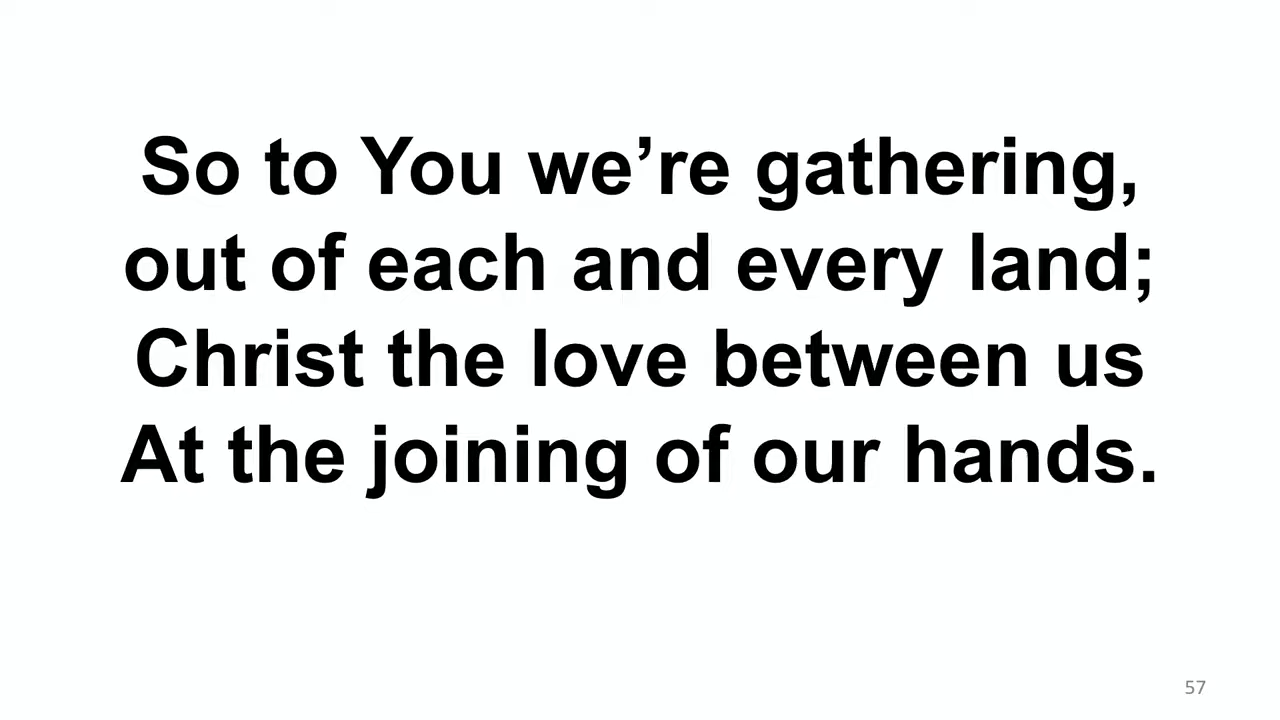 So to You we’re gathering,
out of each and every land;
Christ the love between us
At the joining of our hands.
57